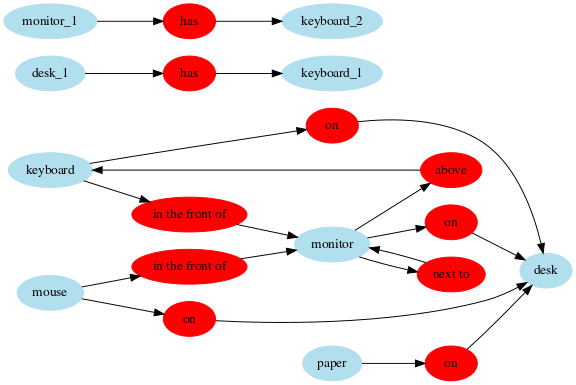 monitor_1 has keyboard_2
desk_1 has keyboard_1
on
keyboard above
in the front of on
monitor
in the front of next to desk
mouse
on
paper on